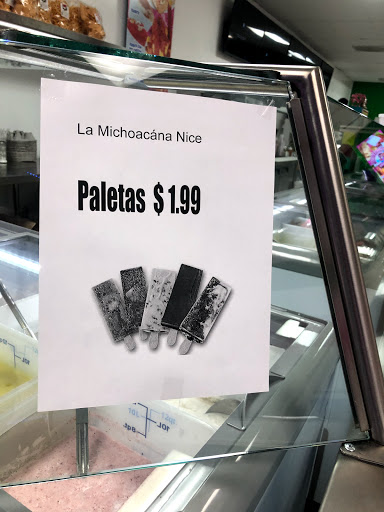 La Michoacána Nice
Paletas $1.99